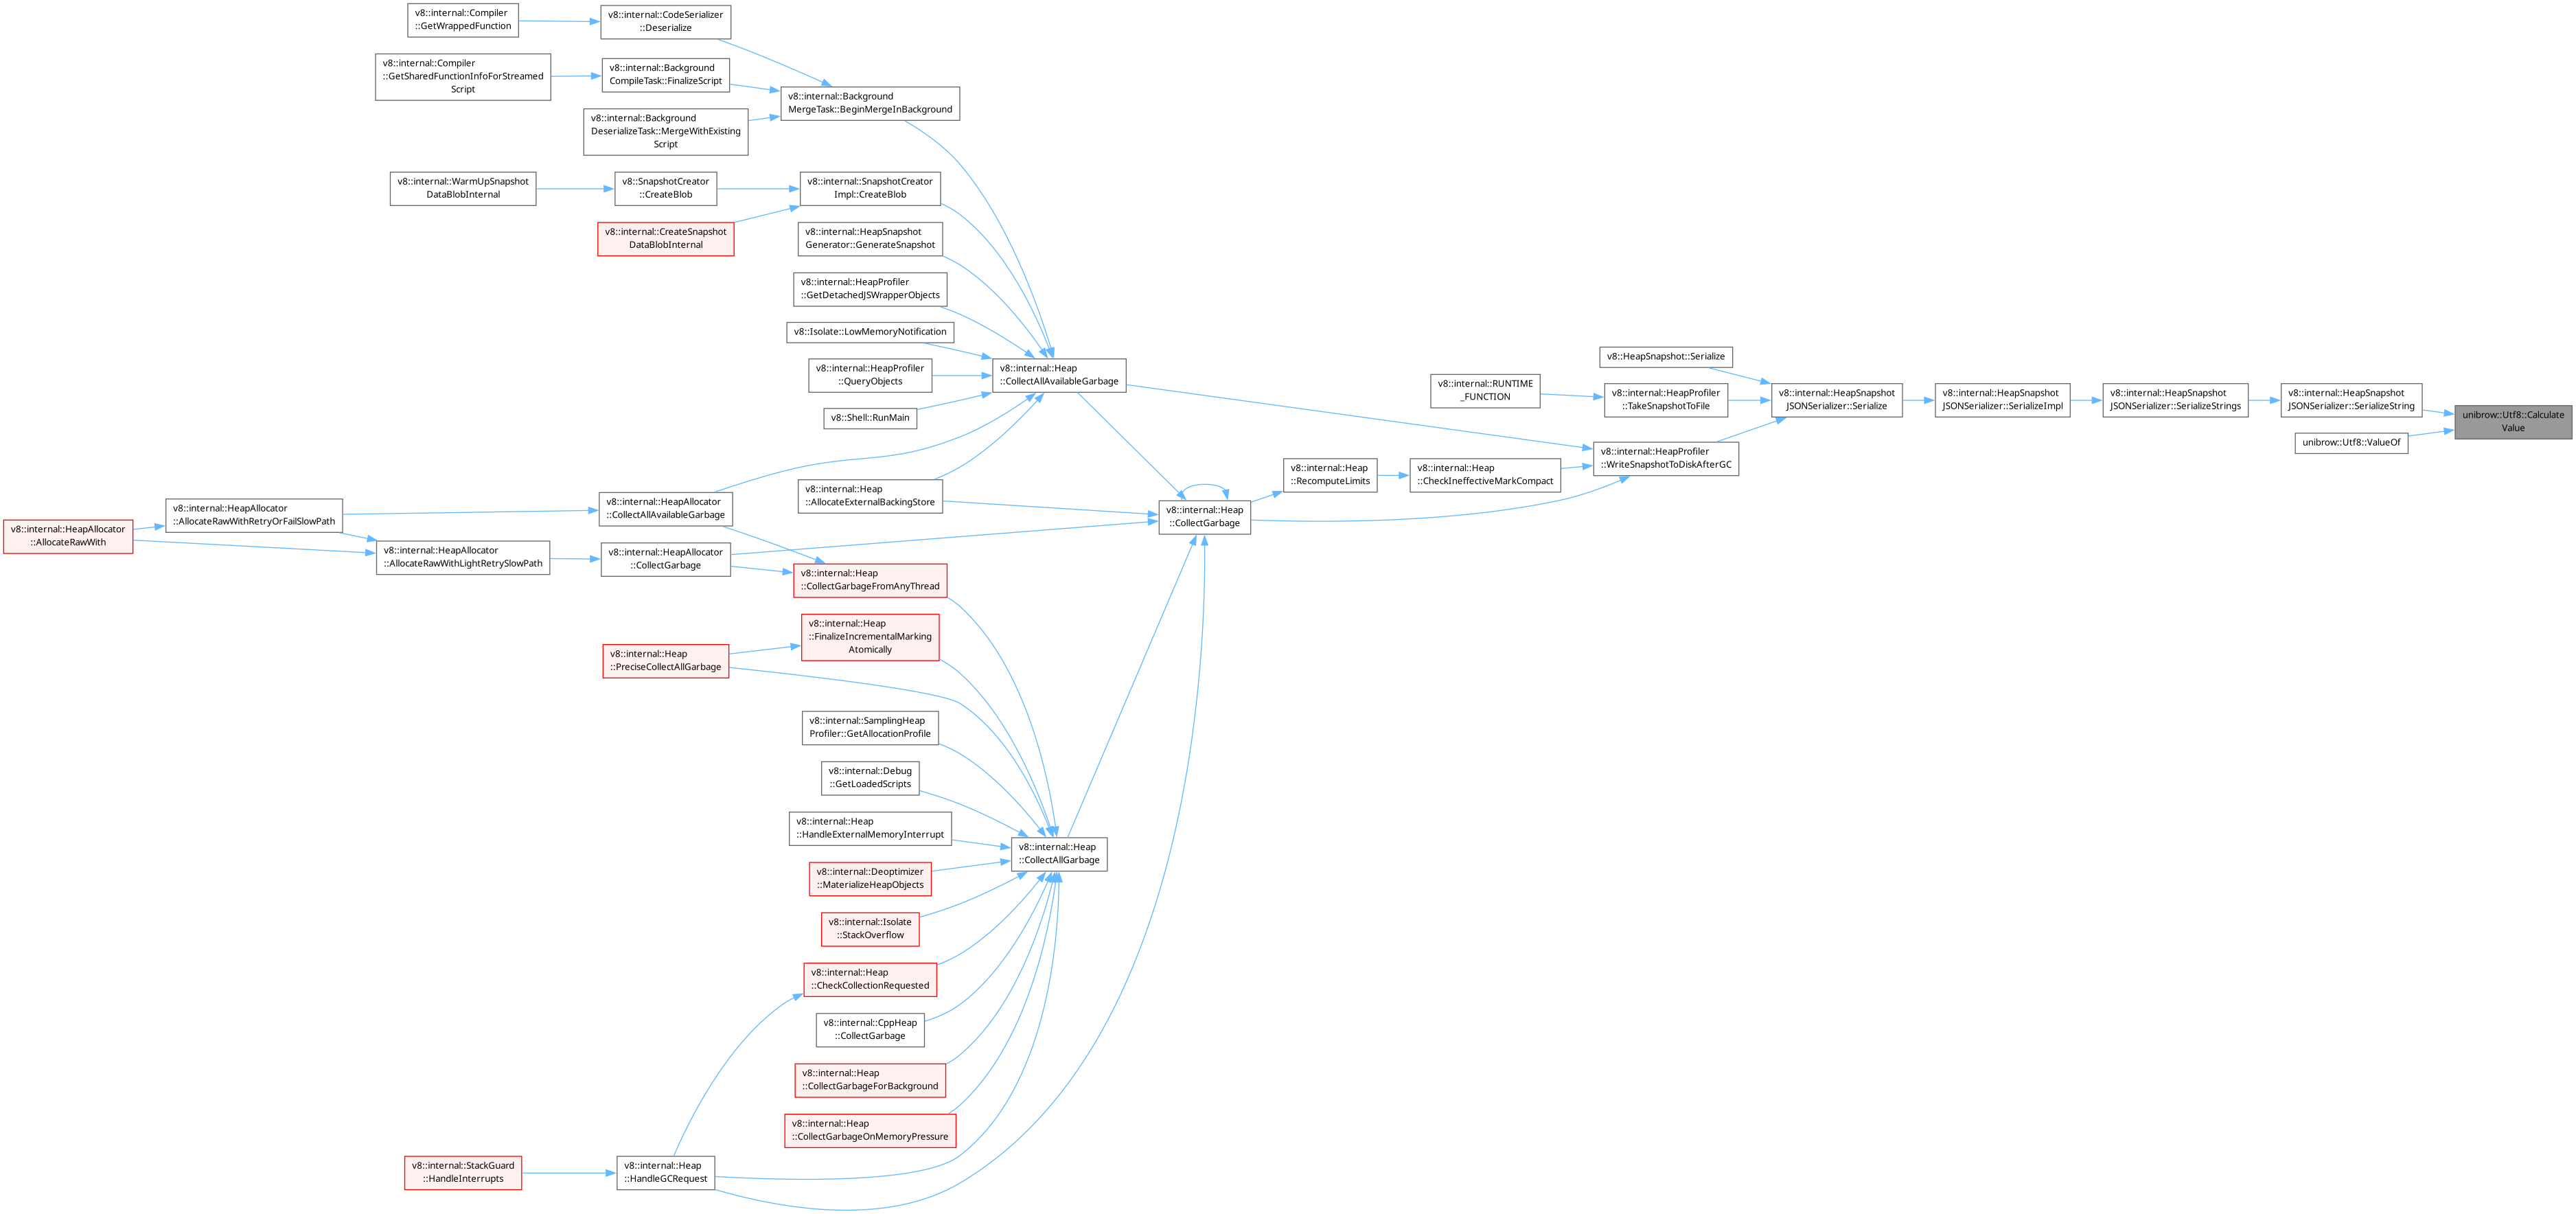 v8::internal::Compiler
::GetWrappedFunction
v8::internal::CodeSerializer
::Deserialize
v8::internal::Compiler
::GetSharedFunctionInfoForStreamed
Script
v8::internal::Background
CompileTask::FinalizeScript
v8::internal::Background
MergeTask::BeginMergeInBackground
v8::internal::Background
DeserializeTask::MergeWithExisting
Script
v8::internal::WarmUpSnapshot
DataBlobInternal
v8::SnapshotCreator
::CreateBlob
v8::internal::SnapshotCreator
Impl::CreateBlob
v8::internal::CreateSnapshot
DataBlobInternal
v8::internal::HeapSnapshot
Generator::GenerateSnapshot
v8::internal::HeapProfiler
::GetDetachedJSWrapperObjects
v8::Isolate::LowMemoryNotification
v8::internal::HeapProfiler
::QueryObjects
v8::Shell::RunMain
v8::internal::Heap
::CollectAllAvailableGarbage
v8::HeapSnapshot::Serialize
v8::internal::RUNTIME
_FUNCTION
v8::internal::HeapProfiler
::TakeSnapshotToFile
v8::internal::HeapSnapshot
JSONSerializer::Serialize
v8::internal::HeapSnapshot
JSONSerializer::SerializeImpl
v8::internal::HeapSnapshot
JSONSerializer::SerializeStrings
v8::internal::HeapSnapshot
JSONSerializer::SerializeString
unibrow::Utf8::Calculate
Value
unibrow::Utf8::ValueOf
v8::internal::HeapProfiler
::WriteSnapshotToDiskAfterGC
v8::internal::Heap
::CheckIneffectiveMarkCompact
v8::internal::Heap
::RecomputeLimits
v8::internal::Heap
::CollectGarbage
v8::internal::Heap
::AllocateExternalBackingStore
v8::internal::HeapAllocator
::CollectAllAvailableGarbage
v8::internal::HeapAllocator
::AllocateRawWithRetryOrFailSlowPath
v8::internal::HeapAllocator
::AllocateRawWith
v8::internal::HeapAllocator
::AllocateRawWithLightRetrySlowPath
v8::internal::HeapAllocator
::CollectGarbage
v8::internal::Heap
::CollectGarbageFromAnyThread
v8::internal::Heap
::FinalizeIncrementalMarking
Atomically
v8::internal::Heap
::PreciseCollectAllGarbage
v8::internal::SamplingHeap
Profiler::GetAllocationProfile
v8::internal::Debug
::GetLoadedScripts
v8::internal::Heap
::HandleExternalMemoryInterrupt
v8::internal::Heap
::CollectAllGarbage
v8::internal::Deoptimizer
::MaterializeHeapObjects
v8::internal::Isolate
::StackOverflow
v8::internal::Heap
::CheckCollectionRequested
v8::internal::CppHeap
::CollectGarbage
v8::internal::Heap
::CollectGarbageForBackground
v8::internal::Heap
::CollectGarbageOnMemoryPressure
v8::internal::StackGuard
::HandleInterrupts
v8::internal::Heap
::HandleGCRequest